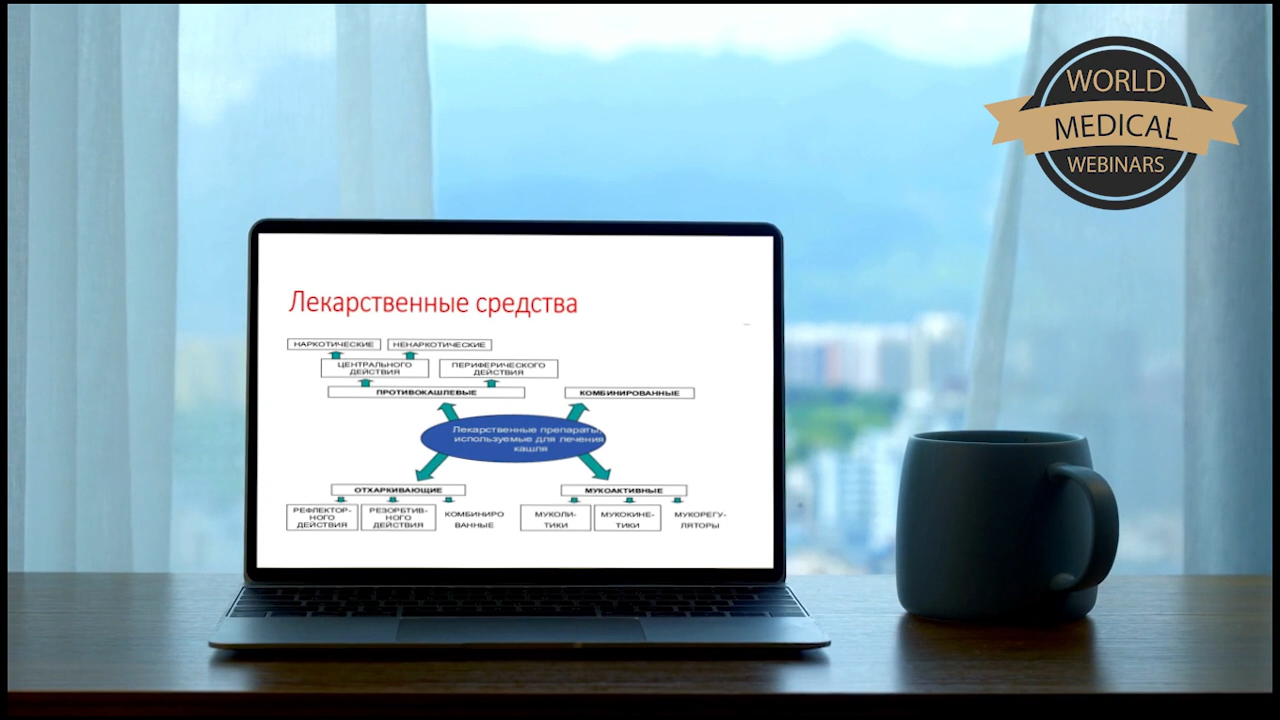 WORLD
MEDICAL
WEBINARS
Лекарственные средства
НАРКОТИЧЕСКИЕ
НЕНАРКОТИЧЕСКИЕ
ЦЕНТРАЛЬНОГО
ДЕЙСТВИЯ
ПЕРИФЕРИЧЕСКОГО
ДЕЙСТВИЯ
ПРОТИВОКАШЛЕВЫЕ
КОМБИНИРОВАННЫЕ
Лекарственные препараты,
используемые для лечения
кашля
ОТХАРКИВАЮЩИЕ
МУКОАКТИВНЫЕ
РЕФЛЕКТОР-
НОГО
ДЕЙСТВИЯ
РЕЗОРБТИВ-
НОГО
ДЕЙСТВИЯ
КОМБИНИРО
ВАННЫЕ
МУКОЛИ-
ТИКИ
МУКОКИНЕ-
ТИКИ
МУКОРЕГУ-
ЛЯТОРЫ